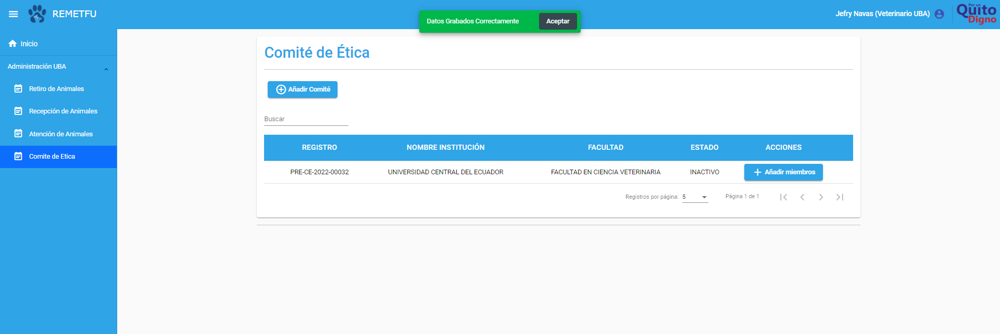 REMETFU
Datos Grabados Correctamente
Aceptar
Jefry Navas (Veterinario UBA)
Por un
Quito
Digno
Inicio
Administración UBA
Retiro de Animales
Recepción de Animales
Atención de Animales
Comite de Etica
Comité de Ética
Añadir Comité
Buscar
REGISTRO NOMBRE INSTITUCIÓN FACULTAD ESTADO ACCIONES
PRE-CE-2022-00032 UNIVERSIDAD CENTRAL DEL ECUADOR FACULTAD EN CIENCIA VETERINARIA INACTIVO Añadir miembros
Registros por página: 5 Página 1 de 1